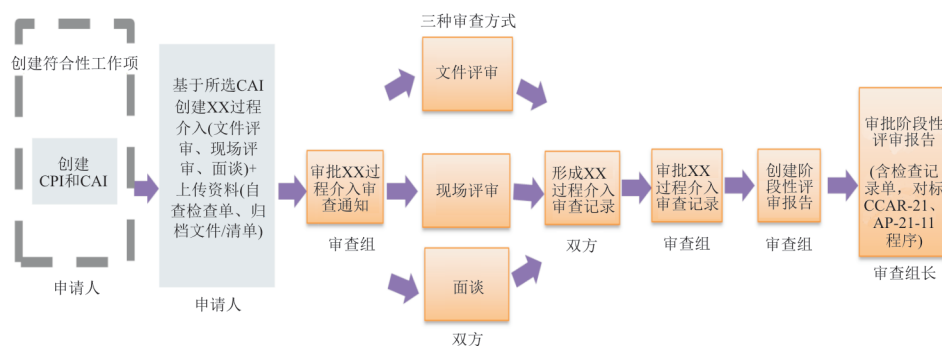 三种审查方式
创建符合性工作项
创建
CPI和CAI
申请人
基于所选CAI
创建XX过程
介入(文件评
审、现场评
审、面谈)+
上传资料(自
查检查单、归
档文件/清单)
申请人
审批XX过
程介入审
查通知
审查组
文件评审
现场评审
面谈
双方
形成XX
过程介入
审查记录
双方
审批XX
过程介入
审查记录
审查组
创建阶
段性评
审报告
审查组
审批阶段性
评审报告
(含检查记
录单，对标
CCAR-21、
AP-21-11
程序)
审查组长